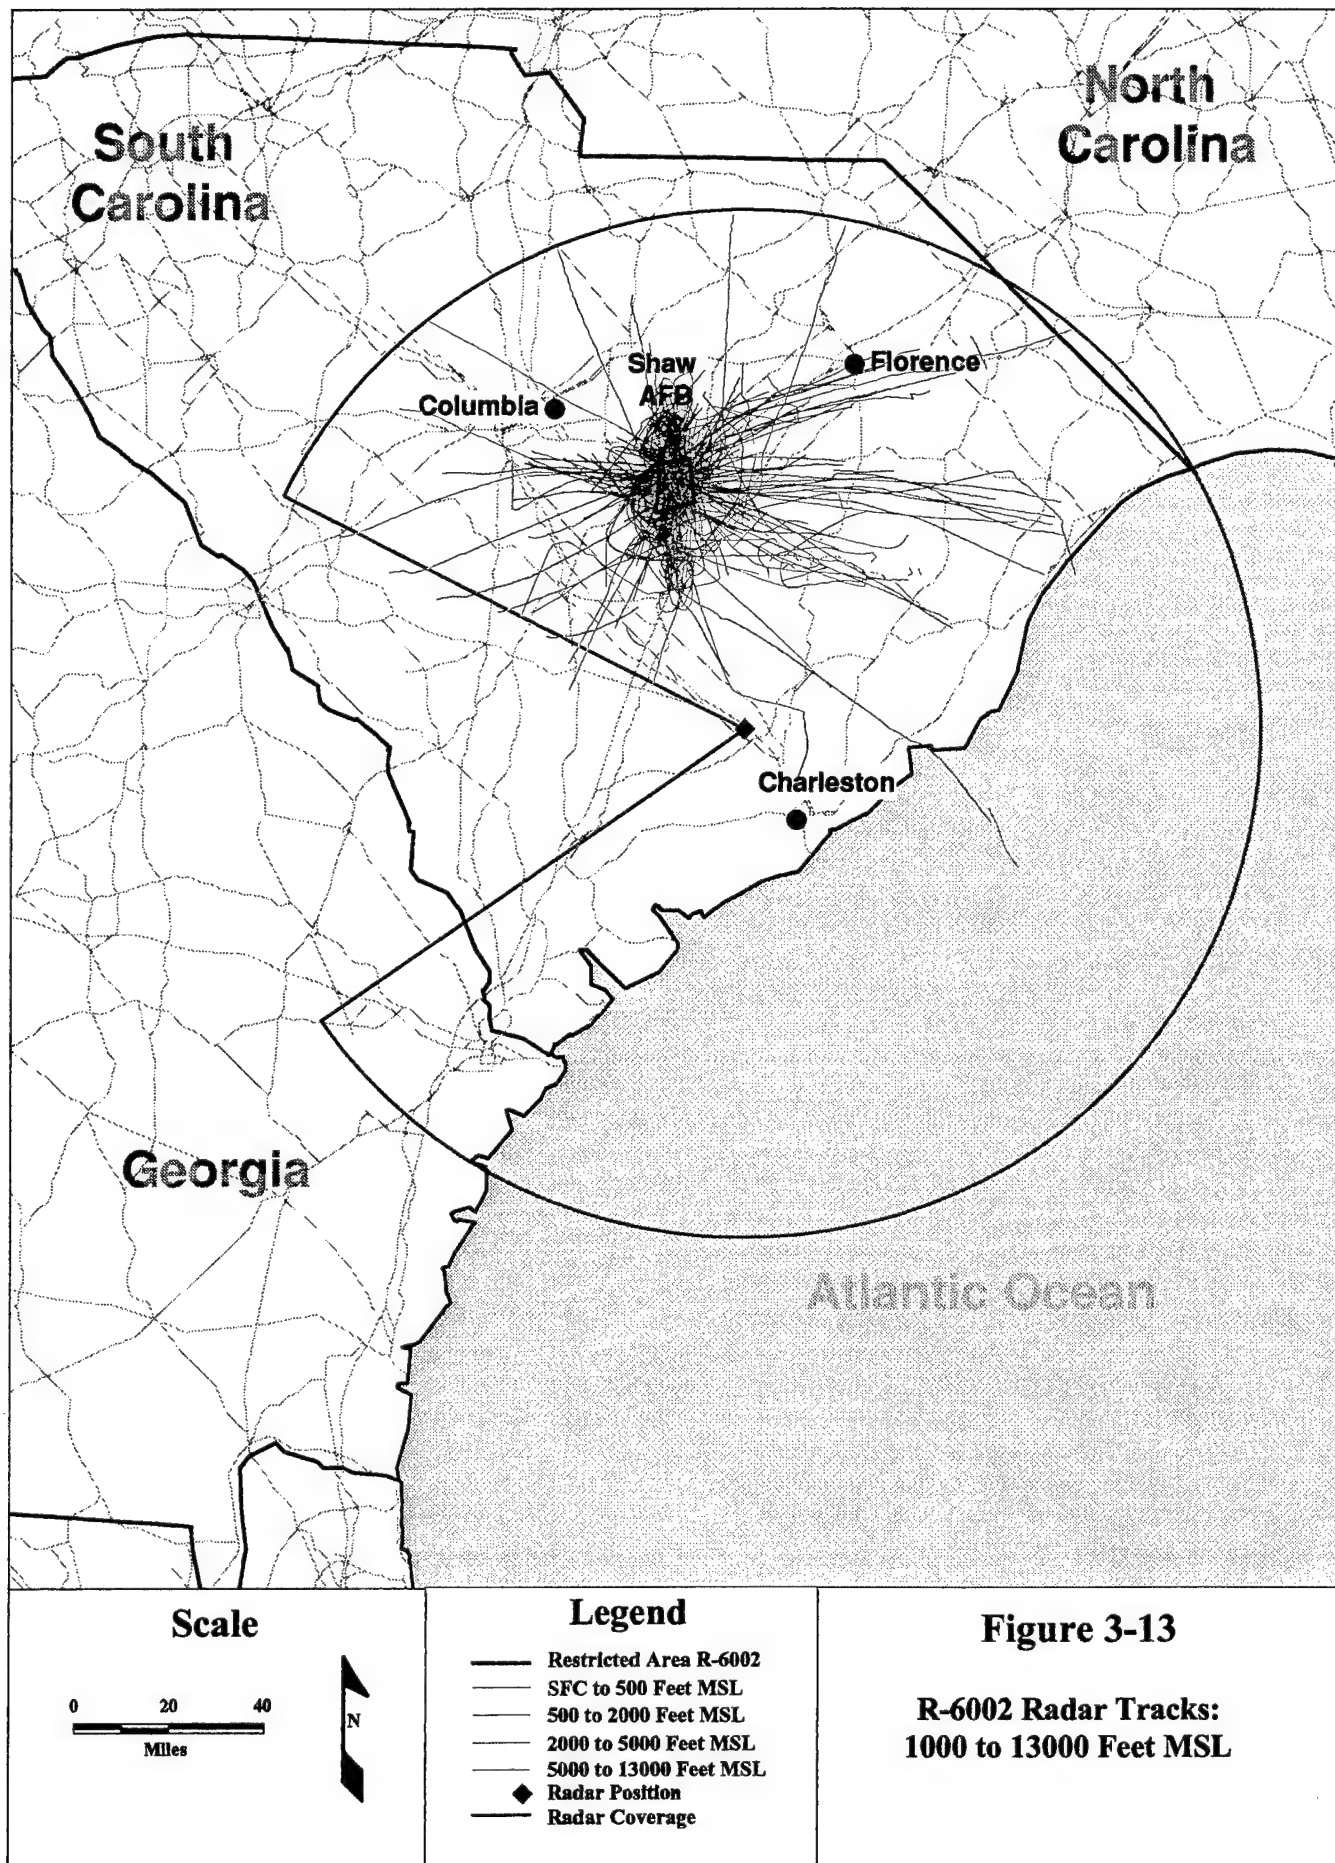 North
Carolina
South
Carolina
Shaw
AFB
Florence
Columbia
Charleston
Georgia
Atlantic Ocean
Scale
0 20 40
Miles
N
Legend
Restricted Area R-6002
SFC to 500 Feet MSL
500 to 2000 Feet MSL
2000 to 5000 Feet MSL
5000 to 13000 Feet MSL
Radar Position
Radar Coverage
Figure 3-13
R-6002 Radar Tracks:
1000 to 13000 Feet MSL